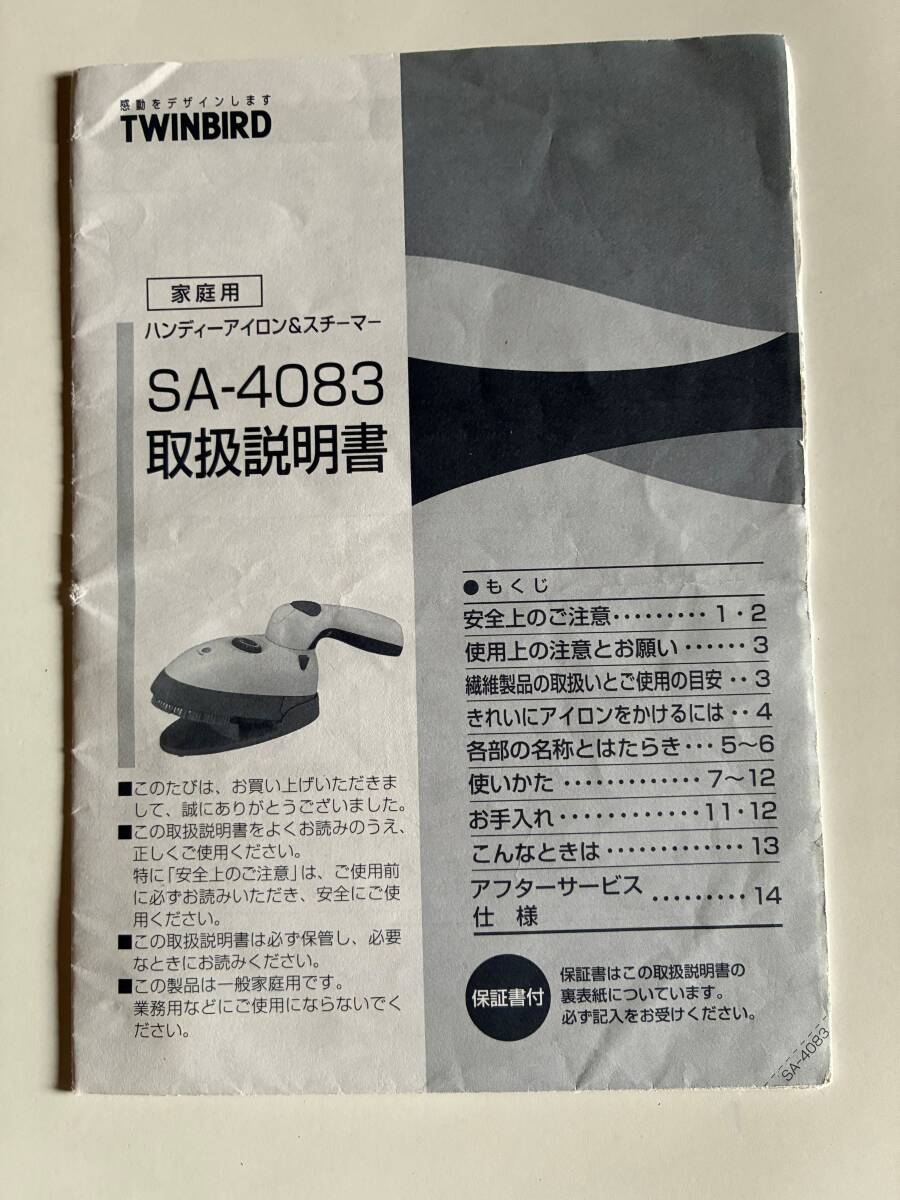 感動をデザインします
TWINBIRD
家庭用
ハンディーアイロン&スチーマー
SA-4083
取扱説明書
■このたびは、お買い上げいただきま
して、誠にありがとうございました。
■この取扱説明書をよくお読みのうえ、
正しくご使用ください。
特に「安全上のご注意」は、ご使用前
に必ずお読みいただき、安全にご使
用ください。
■この取扱説明書は必ず保管し、必要
なときにお読みください。
■この製品は一般家庭用です。
業務用などにご使用にならないでく
ださい。
●もくじ
安全上のご注意・・・・・・・・・1・2
使用上の注意とお願い・・・・・・3
繊維製品の取扱いとご使用の目安・・3
きれいにアイロンをかけるには・・4
各部の名称とはたらき・・・5〜6
使いかた・・・・・・・・・・・・・7〜12
お手入れ・・・・・・・・・・・・11・12
こんなときは・・・・・・・・・・・・・13
アフターサービス
仕様・・・・・・・・・14
保証書付
保証書はこの取扱説明書の
裏表紙についています。
必ず記入をお受けください。
SA-4083